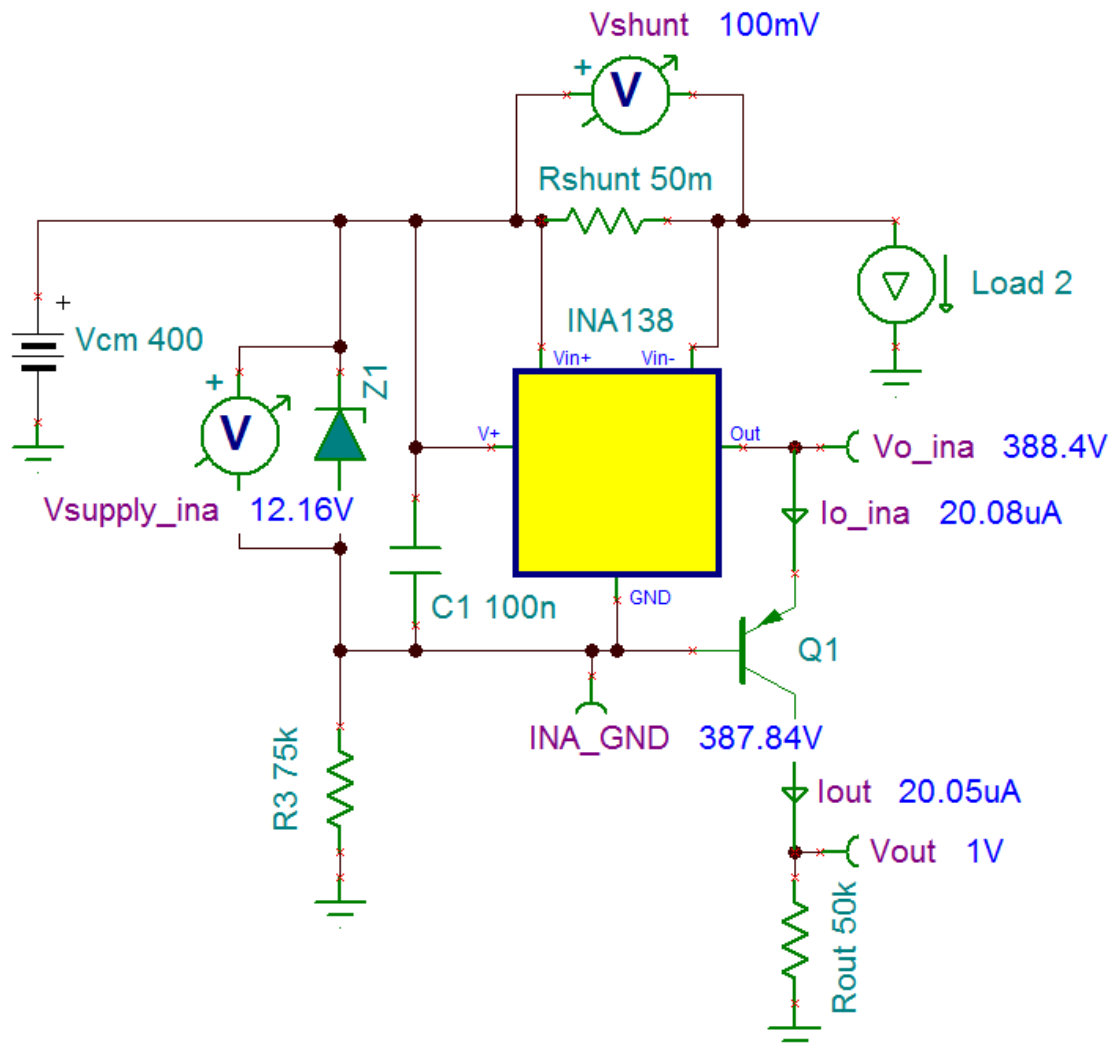 Vshunt 100mV
+
V
Rshunt 50m
+
Vcm 400
INA138
Load 2
Vin+ Vin-
+
V
Z1
V+
Out
Vo_ina 388.4V
Vsupply_ina 12.16V
Io_ina 20.08uA
C1 100n
GND
Q1
INA_GND 387.84V
R3 75k
Iout 20.05uA
Vout 1V
Rout 50k